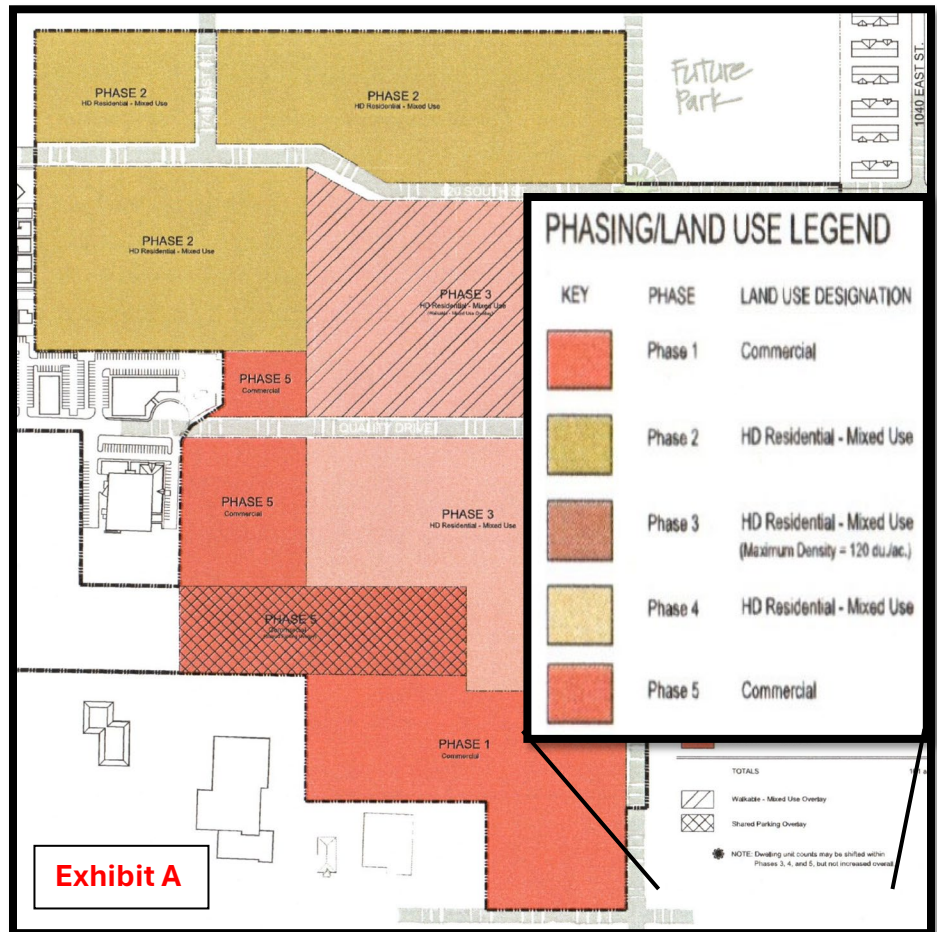 PHASE 2
HD Residential - Mixed Use
PHASE 2
HD Residential - Mixed Use
Future
Park
1040 EAST ST.
PHASE 2
HD Residential - Mixed Use
PHASE 3
HD Residential - Mixed Use
(Walkable - Mixed Use Overlay)
PHASE 5
Commercial
QUALITY DRIVE
PHASE 5
Commercial
PHASE 3
HD Residential - Mixed Use
PHASE 5
Commercial
PHASE 1
Commercial
PHASING/LAND USE LEGEND
KEY PHASE LAND USE DESIGNATION
Phase 1 Commercial
Phase 2 HD Residential - Mixed Use
Phase 3 HD Residential - Mixed Use
(Maximum Density = 120 du./ac.)
Phase 4 HD Residential - Mixed Use
Phase 5 Commercial
TOTALS
Walkable - Mixed Use Overlay
Shared Parking Overlay
NOTE: Dwelling unit counts may be shifted within
Phases 3, 4, and 5, but not increased overall.
Exhibit A